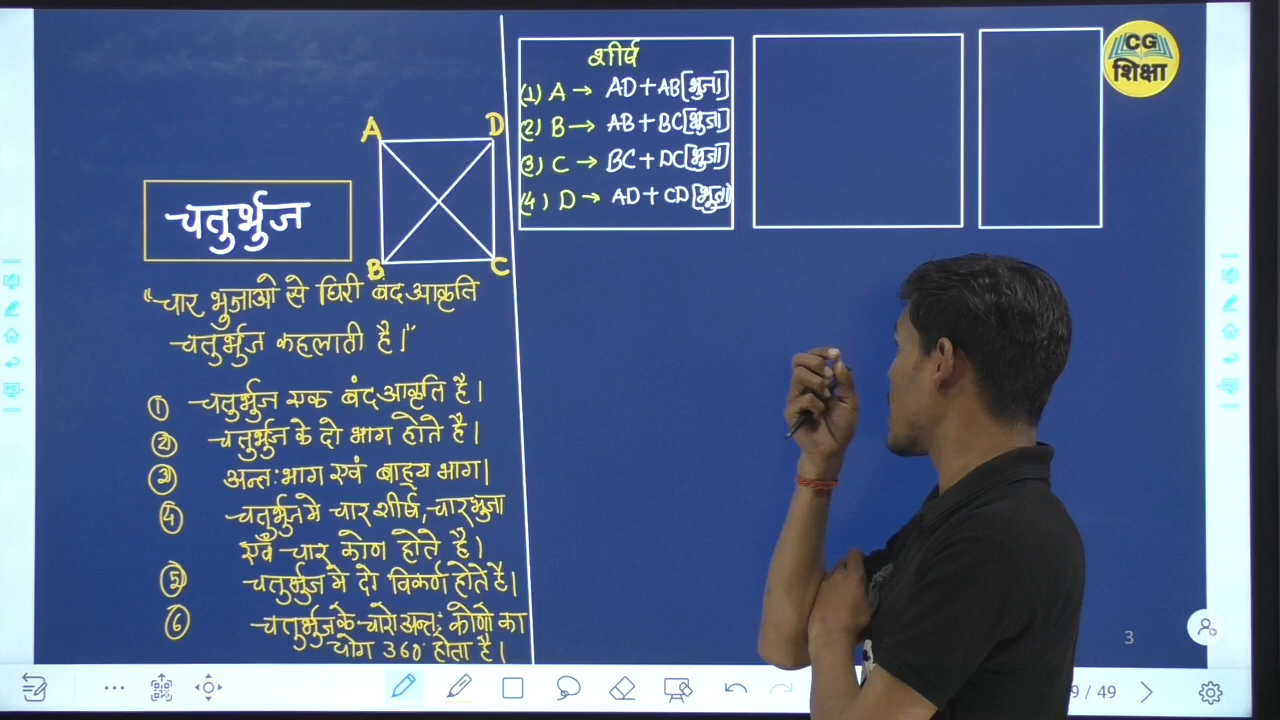 चतुर्भुज
A
D
B
C
"चार भुजाओ से घिरी बंद आकृति
चतुर्भुज कहलाती है।"
① चतुर्भुज एक बंद आकृति है।
② चतुर्भुज के दो भाग होते है।
③ अन्तः भाग एवं बाह्य भाग।
④ चतुर्भुज मे चार शीर्ष, चार भुजा
एवं चार कोण होते है।
⑤ चतुर्भुज मे दो विकर्ण होते है।
⑥ चतुर्भुज के चारो अन्तः कोणो का
योग 360° होता है।
शीर्ष
(1) A → AD+AB[भुजा]
(2) B → AB+BC[भुजा]
(3) C → BC+DC[भुजा]
(4) D → AD+CD[भुजा]
CG
शिक्षा
3
9 / 49